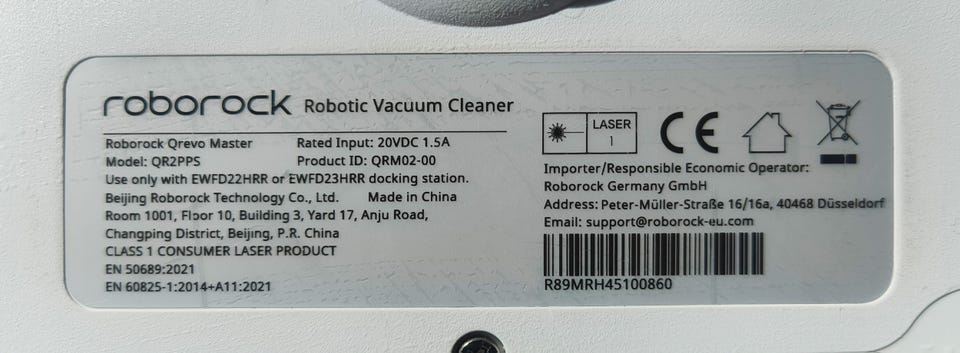 roborock Robotic Vacuum Cleaner
Roborock Qrevo Master Rated Input: 20VDC 1.5A
Model: QR2PPS Product ID: QRM02-00
Use only with EWFD22HRR or EWFD23HRR docking station.
Beijing Roborock Technology Co., Ltd. Made in China
Room 1001, Floor 10, Building 3, Yard 17, Anju Road,
Changping District, Beijing, P.R. China
CLASS 1 CONSUMER LASER PRODUCT
EN 50689:2021
EN 60825-1:2014+A11:2021
LASER
1
CE
Importer/Responsible Economic Operator:
Roborock Germany GmbH
Address: Peter-Müller-Straße 16/16a, 40468 Düsseldorf
Email: support@roborock-eu.com
R89MRH45100860